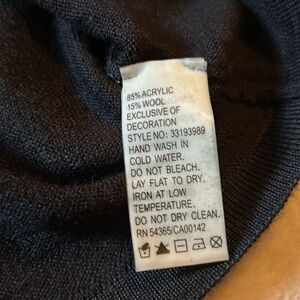 85% ACRYLIC
15% WOOL
EXCLUSIVE OF
DECORATION
STYLE NO: 33193989
HAND WASH IN
COLD WATER.
DO NOT BLEACH.
LAY FLAT TO DRY.
IRON AT LOW
TEMPERATURE.
DO NOT DRY CLEAN.
RN 54365/CA00142